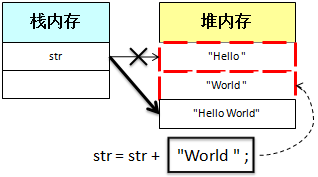 栈内存
堆内存
str
"Hello "
"World "
"Hello World"
str = str + "World " ;